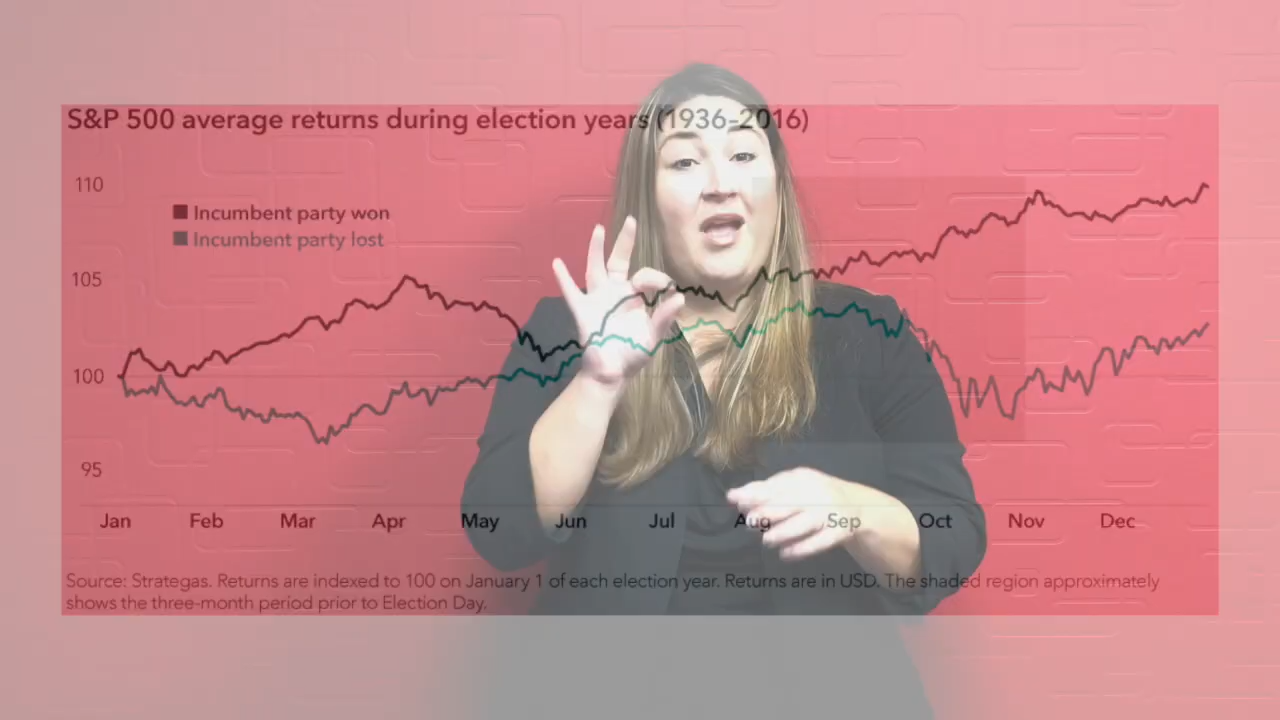 S&P 500 average returns during election years (1936–2016)
110
Incumbent party won
Incumbent party lost
105
100
95
Jan Feb Mar Apr May Jun Jul Aug Sep Oct Nov Dec
Source: Strategas. Returns are indexed to 100 on January 1 of each election year. Returns are in USD. The shaded region approximately
shows the three-month period prior to Election Day.